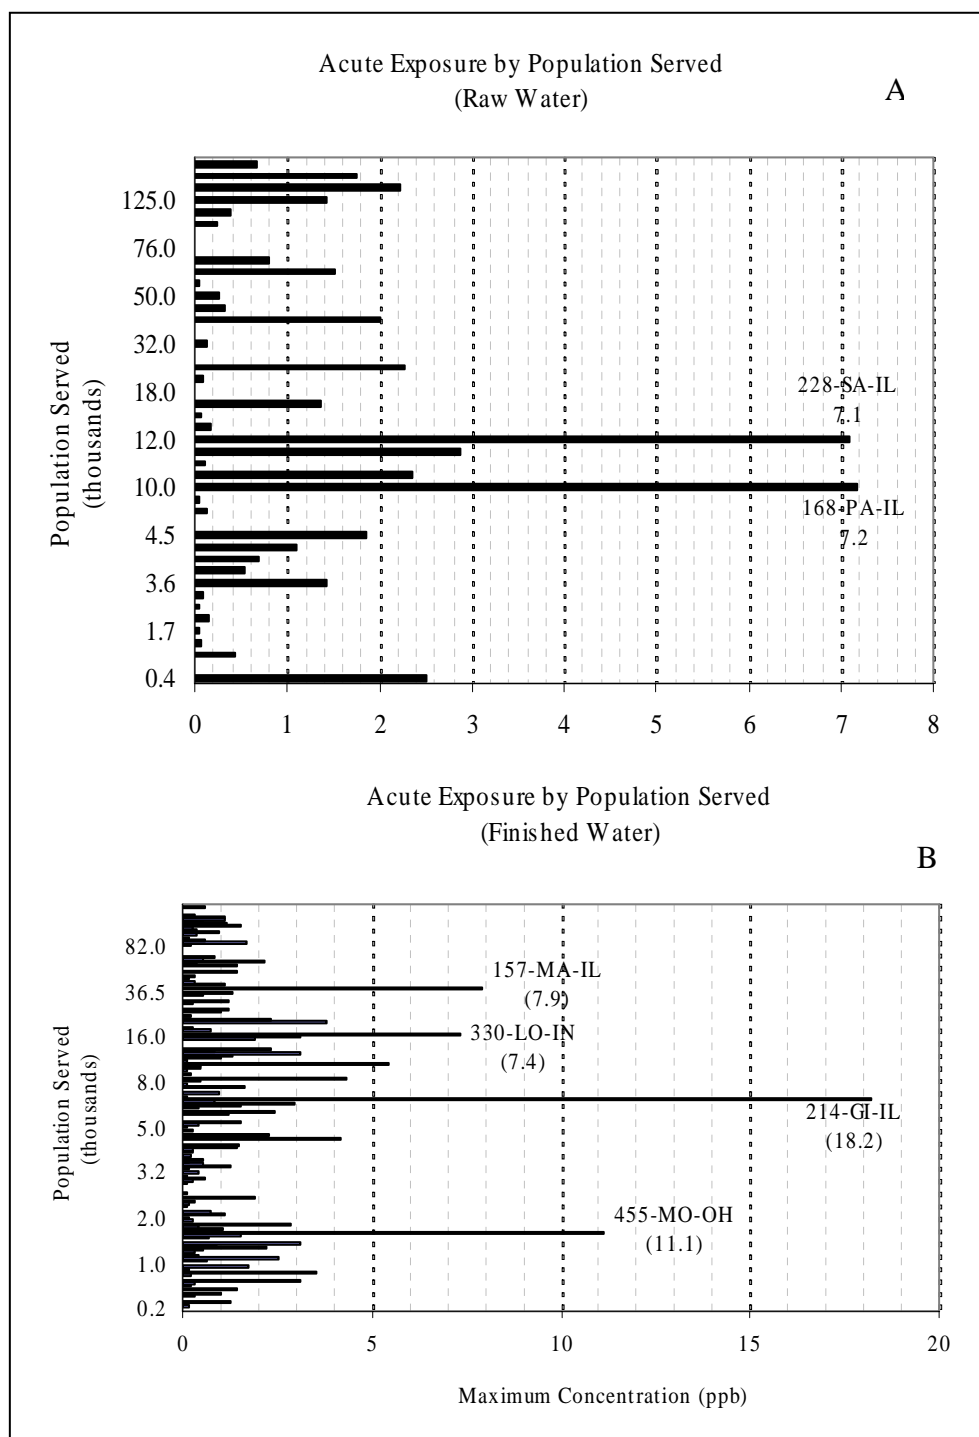 Acute Exposure by Population Served
(Raw Water)
A
125.0
76.0
50.0
32.0
18.0
12.0
10.0
4.5
3.6
1.7
0.4
Population Served
(thousands)
228-SA-IL
7.1
168-PA-IL
7.2
0 1 2 3 4 5 6 7 8
Acute Exposure by Population Served
(Finished Water)
B
82.0
36.5
16.0
8.0
5.0
3.2
2.0
1.0
0.2
Population Served
(thousands)
157-MA-IL
(7.9)
330-LO-IN
(7.4)
214-GI-IL
(18.2)
455-MO-OH
(11.1)
0 5 10 15 20
Maximum Concentration (ppb)